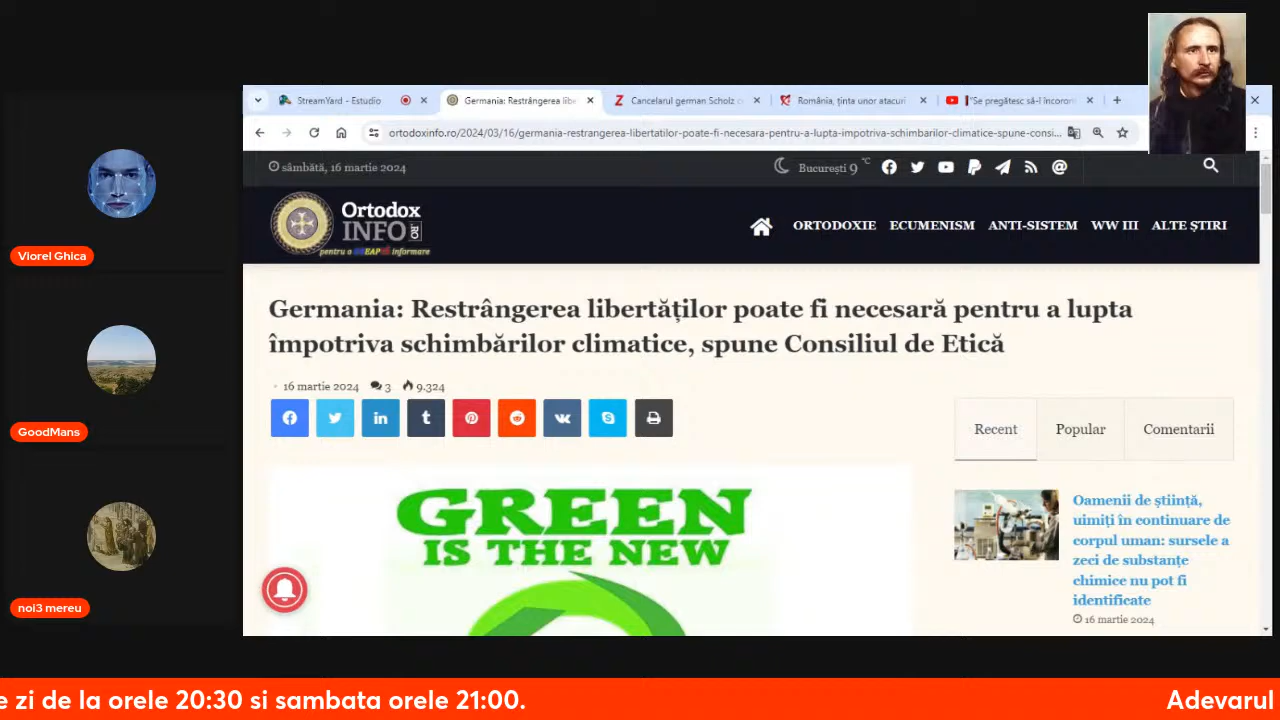 StreamYard - Estudio
Germania: Restrângerea libe
Cancelarul german Scholz c
România, ținta unor atacuri
"Se pregătesc să-l încoron
ortodoxinfo.ro/2024/03/16/germania-restrangerea-libertatilor-poate-fi-necesara-pentru-a-lupta-impotriva-schimbarilor-climatice-spune-consi...
sâmbătă, 16 martie 2024
București 9 °C
Ortodox
INFO.RO
pentru a informare
ORTODOXIE ECUMENISM ANTI-SISTEM WW III ALTE ȘTIRI
Germania: Restrângerea libertăților poate fi necesară pentru a lupta
împotriva schimbărilor climatice, spune Consiliul de Etică
16 martie 2024 3 9.324
Recent Popular Comentarii
GREEN
IS THE NEW
Oamenii de știință,
uimiți în continuare de
corpul uman: sursele a
zeci de substanțe
chimice nu pot fi
identificate
16 martie 2024
Viorel Ghica
GoodMans
noi3 mereu
e zi de la orele 20:30 si sambata orele 21:00.
Adevarul